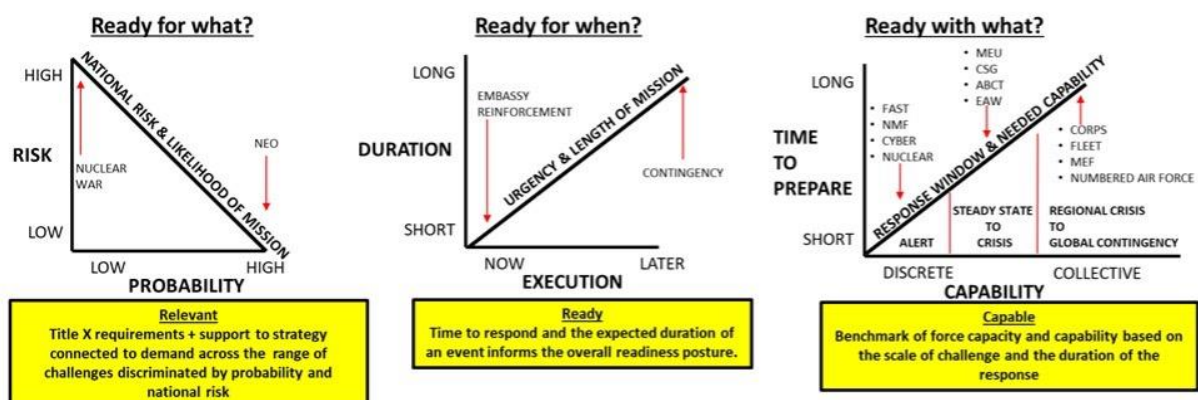 Ready for what?
HIGH
RISK
LOW
NATIONAL RISK & LIKELIHOOD OF MISSION
NUCLEAR
WAR
NEO
LOW
HIGH
PROBABILITY
Relevant
Title X requirements + support to strategy
connected to demand across the range of
challenges discriminated by probability and
national risk
Ready for when?
LONG
DURATION
SHORT
EMBASSY
REINFORCEMENT
URGENCY & LENGTH OF MISSION
CONTINGENCY
NOW
LATER
EXECUTION
Ready
Time to respond and the expected duration of
an event informs the overall readiness posture.
Ready with what?
LONG
TIME
TO
PREPARE
SHORT
• FAST
• NMF
• CYBER
• NUCLEAR
• MEU
• CSG
• ABCT
• EAW
RESPONSE WINDOW & NEEDED CAPABILITY
• CORPS
• FLEET
• MEF
• NUMBERED AIR FORCE
ALERT
STEADY STATE
TO
CRISIS
REGIONAL CRISIS
TO
GLOBAL CONTINGENCY
DISCRETE
COLLECTIVE
CAPABILITY
Capable
Benchmark of force capacity and capability based on
the scale of challenge and the duration of the
response